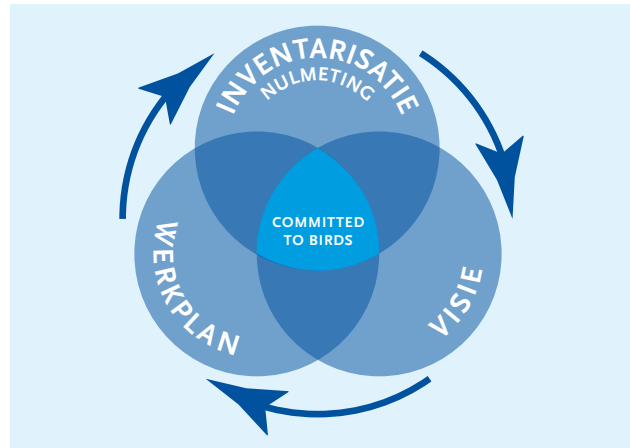 INVENTARISATIE
NULMETING
COMMITTED
TO BIRDS
WERKPLAN
VISIE